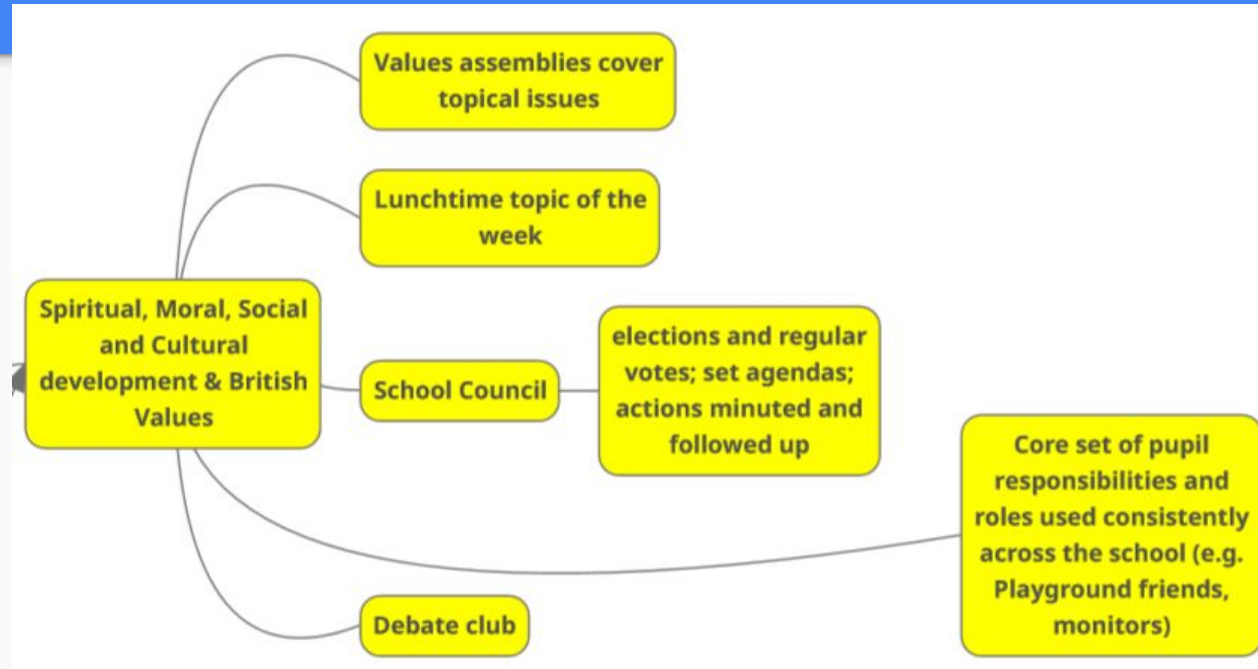 Values assemblies cover
topical issues
Lunchtime topic of the
week
Spiritual, Moral, Social
and Cultural
development & British
Values
School Council
elections and regular
votes; set agendas;
actions minuted and
followed up
Core set of pupil
responsibilities and
roles used consistently
across the school (e.g.
Playground friends,
monitors)
Debate club